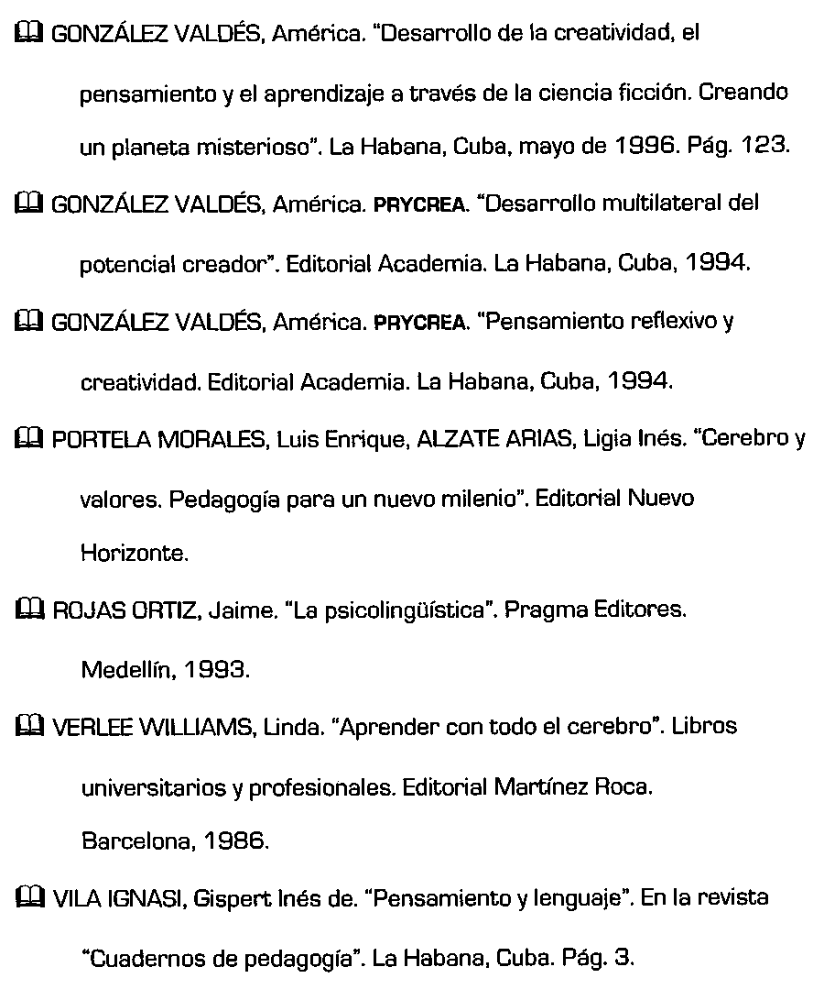 GONZÁLEZ VALDÉS, América. "Desarrollo de la creatividad, el
pensamiento y el aprendizaje a través de la ciencia ficción. Creando
un planeta misterioso". La Habana, Cuba, mayo de 1996. Pág. 123.
GONZÁLEZ VALDÉS, América. PRYCREA. "Desarrollo multilateral del
potencial creador". Editorial Academia. La Habana, Cuba, 1994.
GONZÁLEZ VALDÉS, América. PRYCREA. "Pensamiento reflexivo y
creatividad. Editorial Academia. La Habana, Cuba, 1994.
PORTELA MORALES, Luis Enrique, ALZATE ARIAS, Ligia Inés. "Cerebro y
valores. Pedagogía para un nuevo milenio". Editorial Nuevo
Horizonte.
ROJAS ORTIZ, Jaime. "La psicolingüística". Pragma Editores.
Medellín, 1993.
VERLEE WILLIAMS, Linda. "Aprender con todo el cerebro". Libros
universitarios y profesionales. Editorial Martínez Roca.
Barcelona, 1986.
VILA IGNASI, Gispert Inés de. "Pensamiento y lenguaje". En la revista
"Cuadernos de pedagogía". La Habana, Cuba. Pág. 3.